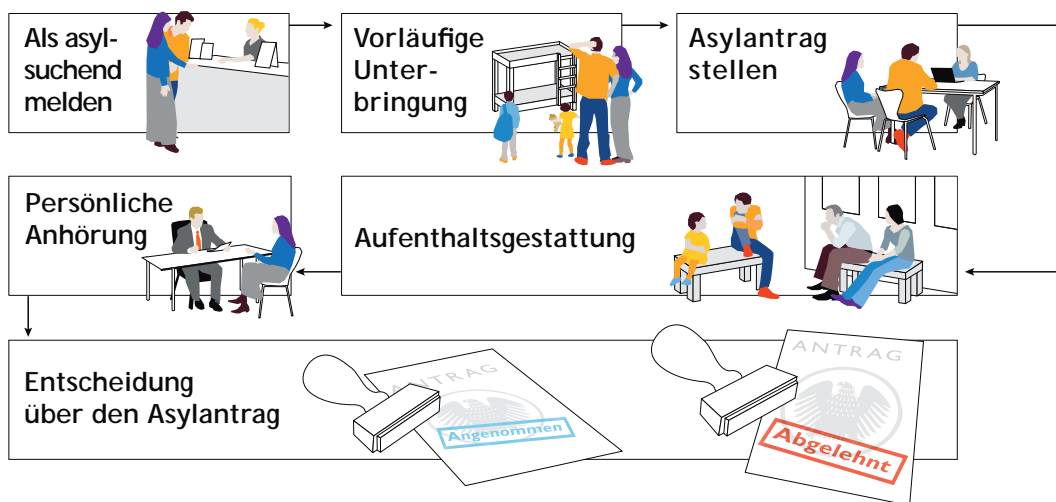 Als asyl-
suchend
melden
Vorläufige
Unter-
bringung
Asylantrag
stellen
Persönliche
Anhörung
Aufenthaltsgestattung
Entscheidung
über den Asylantrag
ANTRAG
Angenommen
ANTRAG
Abgelehnt